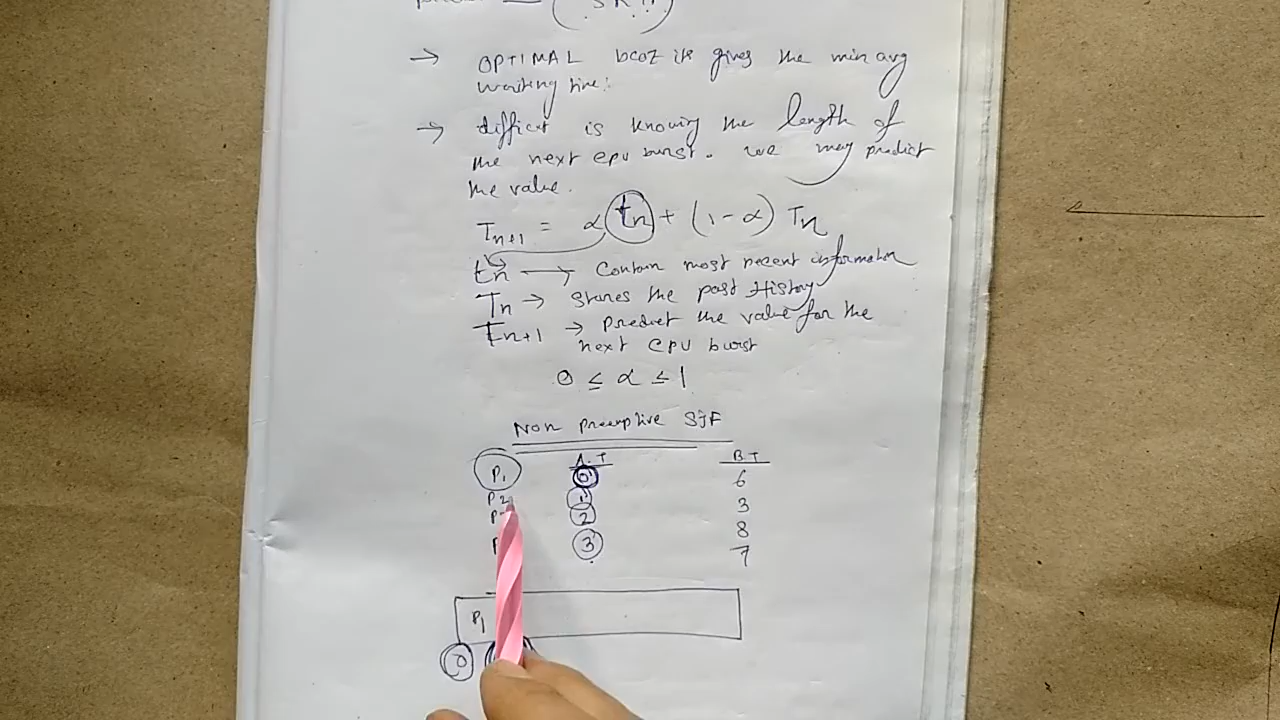 → OPTIMAL bcoz it gives the min avg
waiting time.
→ difficut is knowing the length of
the next cpu burst. we may predict
the value.
Tn+1 = α tn + (1-α) Tn
tn → Contain most recent information
Tn → stores the past History
Tn+1 → predict the value for the
next CPU burst
0 ≤ α ≤ 1
Non Preemptive SJF
A.T B.T
P1 0 6
P2 1 3
2 8
3 7
P1
0